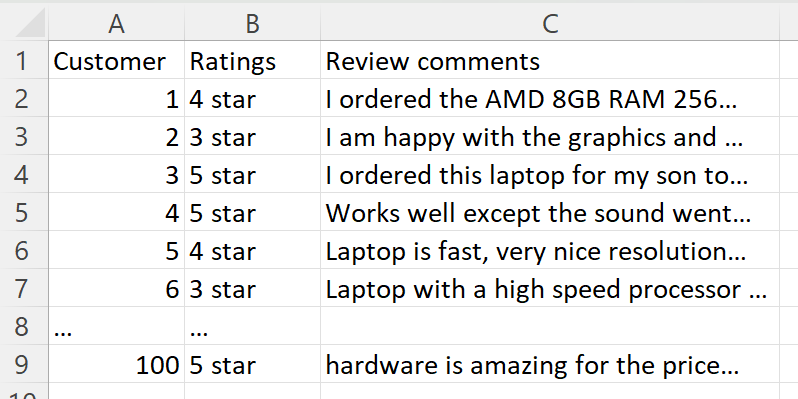 A B C
1 Customer Ratings Review comments
2 1 4 star I ordered the AMD 8GB RAM 256...
3 2 3 star I am happy with the graphics and ...
4 3 5 star I ordered this laptop for my son to...
5 4 5 star Works well except the sound went...
6 5 4 star Laptop is fast, very nice resolution...
7 6 3 star Laptop with a high speed processor ...
8 ... ...
9 100 5 star hardware is amazing for the price...
10